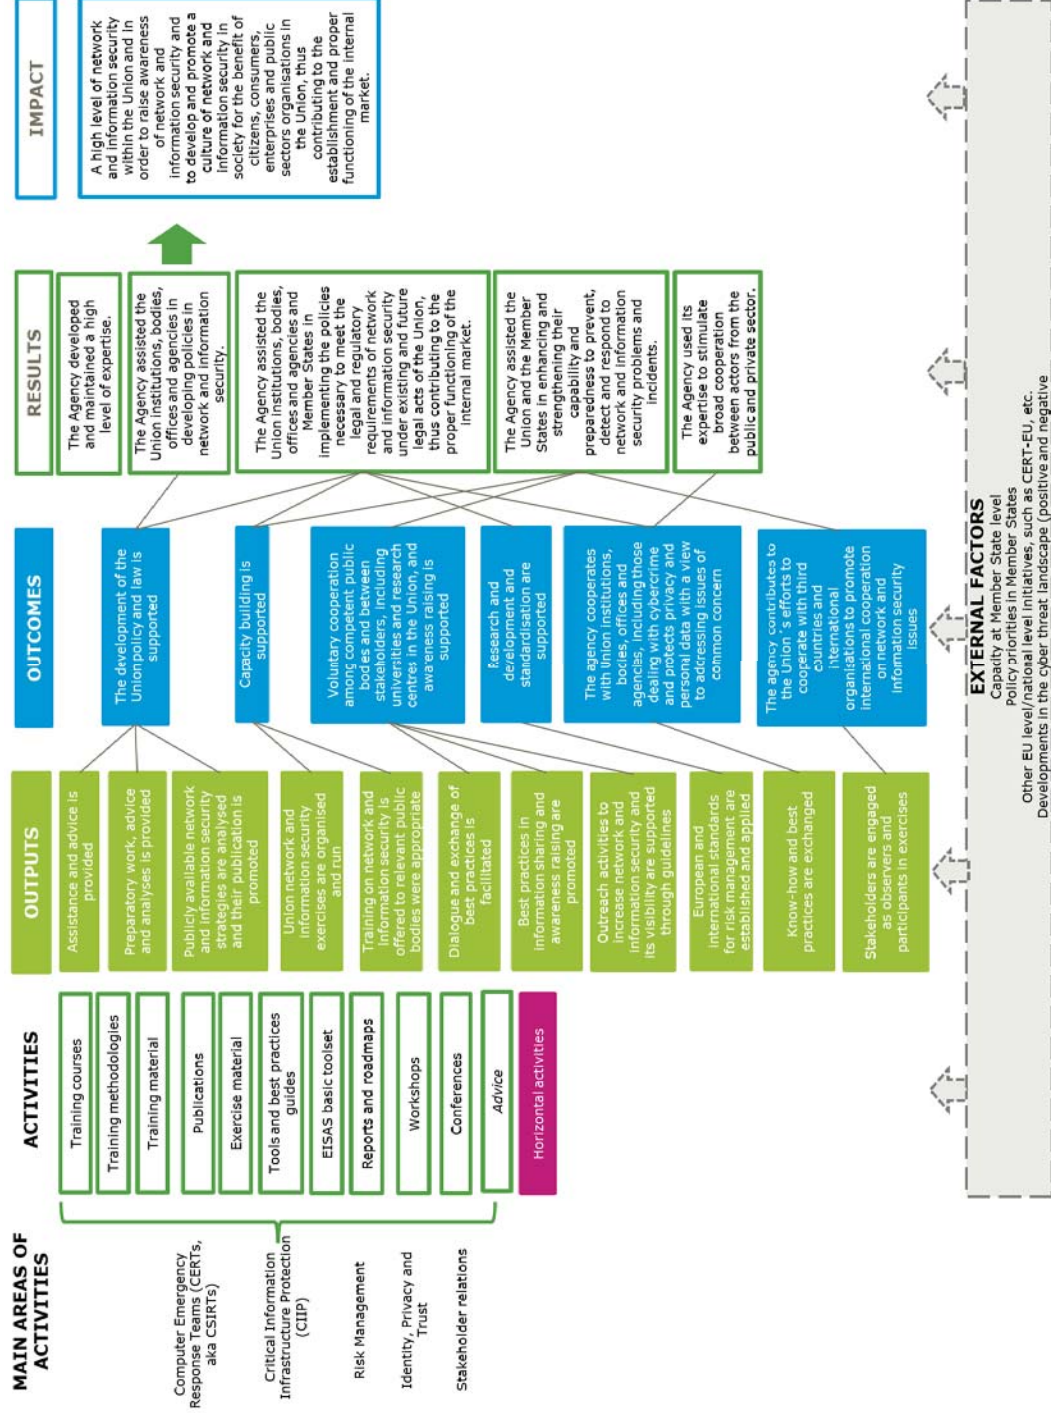 MAIN AREAS OF
ACTIVITIES
Computer Emergency
Response Teams (CERTs,
aka CSIRTs)
Critical Information
Infrastructure Protection
(CIIP)
Risk Management
Identity, Privacy and
Trust
Stakeholder relations
ACTIVITIES
Training courses
Training methodologies
Training material
Publications
Exercise material
Tools and best practices
guides
EISAS basic toolset
Reports and roadmaps
Workshops
Conferences
Advice
Horizontal activities
OUTPUTS
Assistance and advice is
provided
Preparatory work, advice
and analyses is provided
Publicly available network
and information security
strategies are analysed
and their publication is
promoted
Union network and
information security
exercises are organised
and run
Training on network and
Information security is
offered to relevant public
bodies were appropriate
Dialogue and exchange of
best practices is
facilitated
Best practices in
information sharing and
awareness raising are
promoted
Outreach activities to
increase network and
information security and
its visibility are supported
through guidelines
European and
international standards
for risk management are
established and applied
Know-how and best
practices are exchanged
Stakeholders are engaged
as observers and
participants in exercises
OUTCOMES
The development of the
Unionpolicy and law is
supported
Capacity building is
supported
Voluntary cooperation
among competent public
bodies and between
stakeholders, including
universities and research
centres in the Union, and
awareness raising is
supported
Research and
development and
standardisation are
supported
The agency cooperates
with Union institutions,
bodies, offices and
agencies, including those
dealing with cybercrime
and protects privacy and
personal data with a view
to addressing issues of
common concern
The agency contributes to
the Union´s efforts to
cooperate with third
countries and
international
organisations to promote
international cooperation
on network and
Information security
issues
RESULTS
The Agency developed
and maintained a high
level of expertise.
The Agency assisted the
Union institutions, bodies,
offices and agencies in
developing policies in
network and information
security.
The Agency assisted the
Union institutions, bodies,
offices and agencies and
Member States in
implementing the policies
necessary to meet the
legal and regulatory
requirements of network
and information security
under existing and future
legal acts of the Union,
thus contributing to the
proper functioning of the
internal market.
The Agency assisted the
Union and the Member
States in enhancing and
strengthening their
capability and
preparedness to prevent,
detect and respond to
network and information
security problems and
incidents.
The Agency used its
expertise to stimulate
broad cooperation
between actors from the
public and private sector.
IMPACT
A high level of network
and information security
within the Union and in
order to raise awareness
of network and
information security and
to develop and promote a
culture of network and
information security in
society for the benefit of
citizens, consumers,
enterprises and public
sectors organisations in
the Union, thus
contributing to the
establishment and proper
functioning of the internal
market.
EXTERNAL FACTORS
Capacity at Member State level
Policy priorities in Member States
Other EU level/national level initiatives, such as CERT-EU, etc.
Developments in the cyber threat landscape (positive and negative